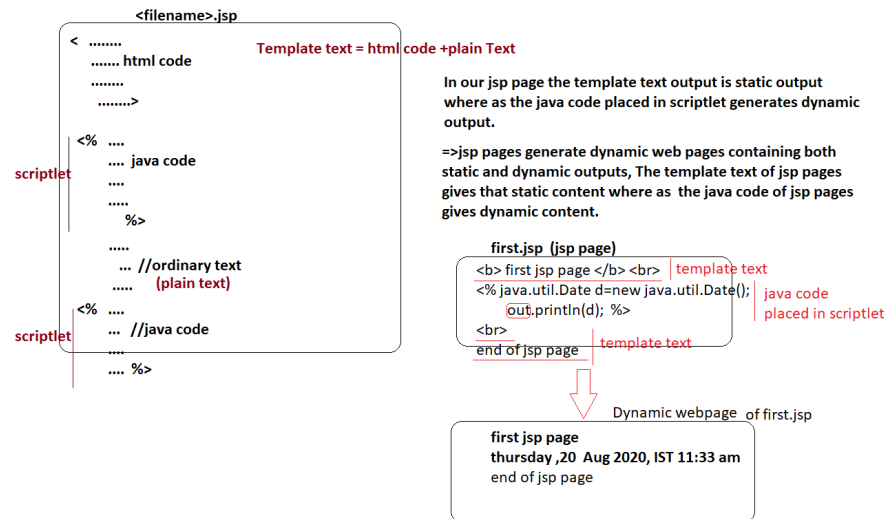 <filename>.jsp
< ........
....... html code
........
........>
Template text = html code +plain Text
scriptlet
<% ....
.... java code
....
.....
%>
.....
... //ordinary text
..... (plain text)
scriptlet
<% ....
... //java code
....
.... %>
In our jsp page the template text output is static output
where as the java code placed in scriptlet generates dynamic
output.
=>jsp pages generate dynamic web pages containing both
static and dynamic outputs, The template text of jsp pages
gives that static content where as the java code of jsp pages
gives dynamic content.
first.jsp (jsp page)
<b> first jsp page </b> <br> template text
<% java.util.Date d=new java.util.Date();
out.println(d); %>
java code
placed in scriptlet
<br>
end of jsp page template text
Dynamic webpage of first.jsp
first jsp page
thursday ,20 Aug 2020, IST 11:33 am
end of jsp page